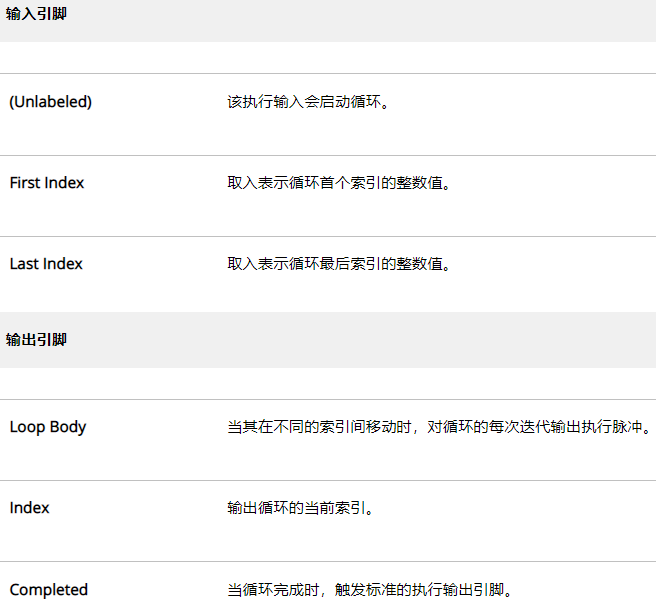 输入引脚
(Unlabeled) 该执行输入会启动循环。
First Index 取入表示循环首个索引的整数值。
Last Index 取入表示循环最后索引的整数值。
输出引脚
Loop Body 当其在不同的索引间移动时，对循环的每次迭代输出执行脉冲。
Index 输出循环的当前索引。
Completed 当循环完成时，触发标准的执行输出引脚。